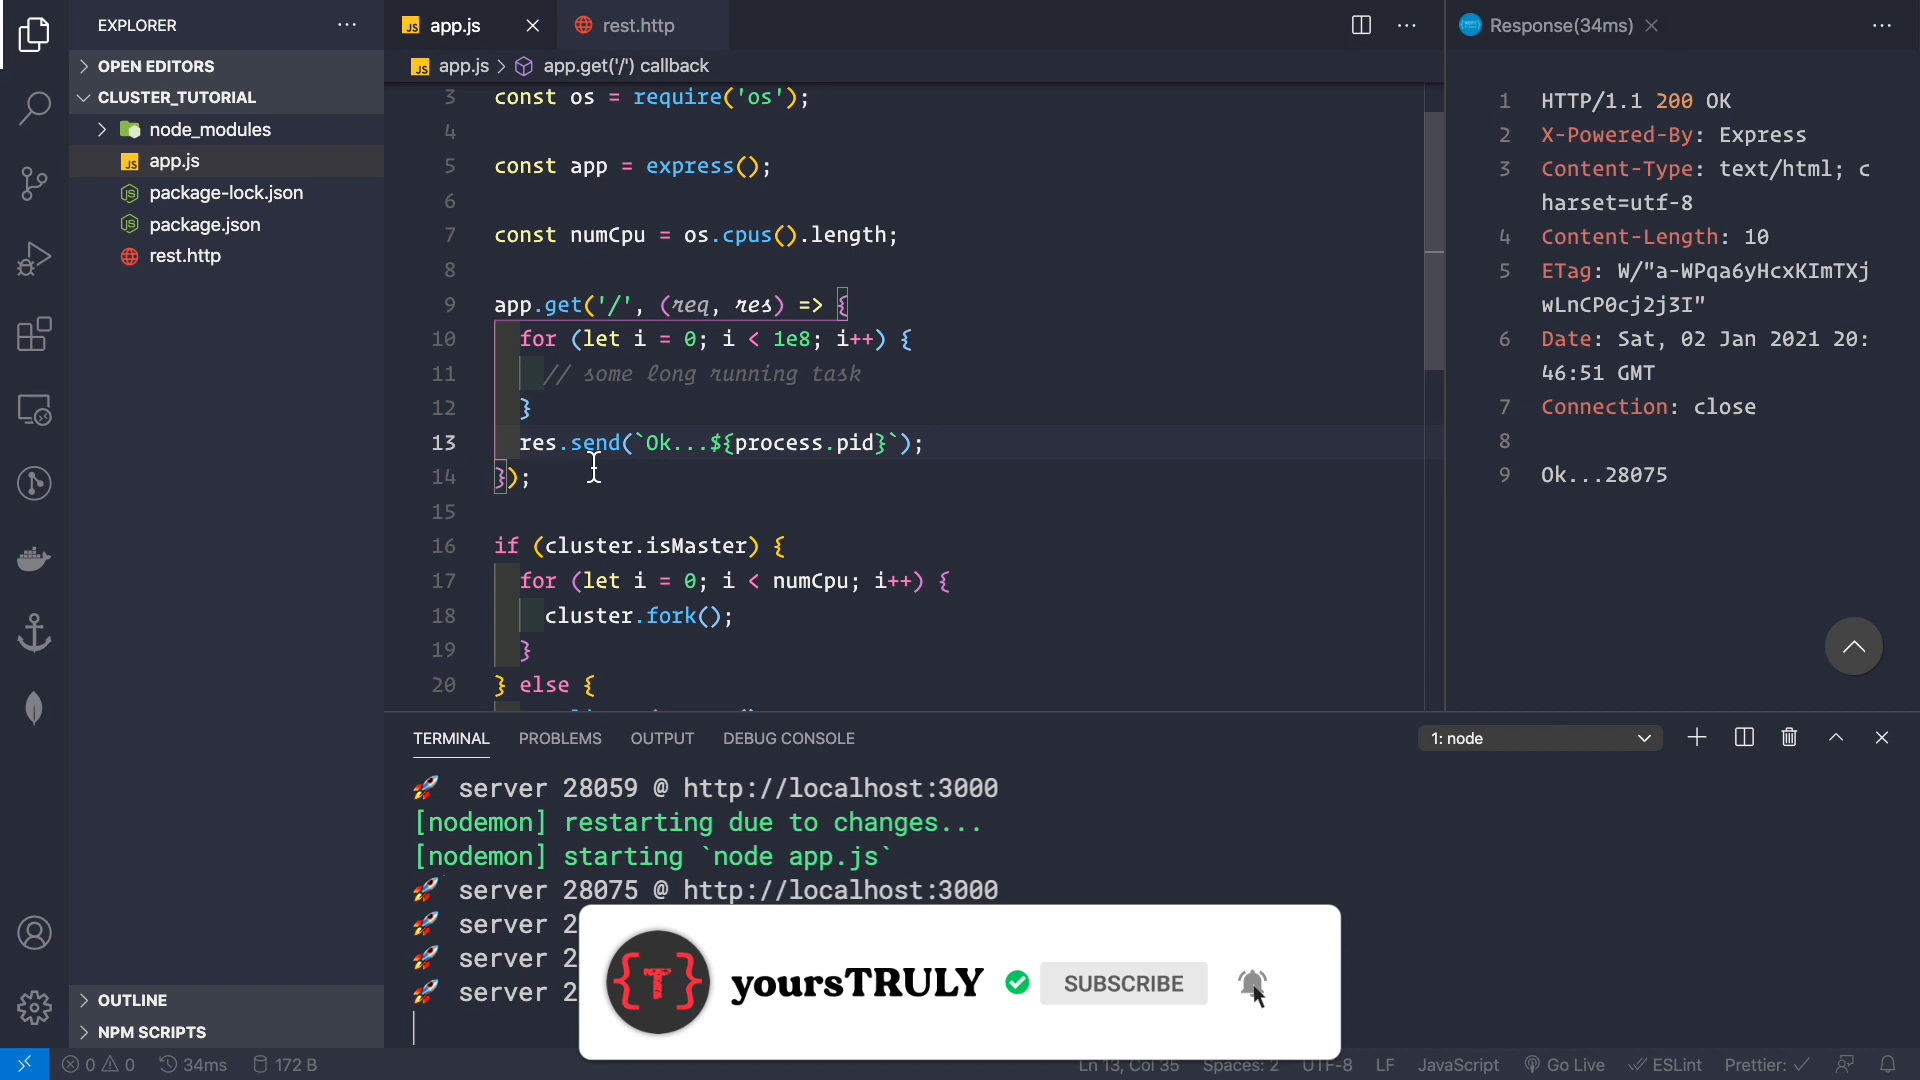 EXPLORER
OPEN EDITORS
CLUSTER_TUTORIAL
node_modules
JS app.js
package-lock.json
package.json
rest.http
OUTLINE
NPM SCRIPTS
JS app.js
rest.http
JS app.js > app.get('/') callback
3 const os = require('os');
4
5 const app = express();
6
7 const numCpu = os.cpus().length;
8
9 app.get('/', (req, res) => {
10 for (let i = 0; i < 1e8; i++) {
11 // some long running task
12 }
13 res.send(`Ok...${process.pid}`);
14 });
15
16 if (cluster.isMaster) {
17 for (let i = 0; i < numCpu; i++) {
18 cluster.fork();
19 }
20 } else {
Response(34ms)
1 HTTP/1.1 200 OK
2 X-Powered-By: Express
3 Content-Type: text/html; c
harset=utf-8
4 Content-Length: 10
5 ETag: W/"a-WPqa6yHcxKImTXj
wLnCP0cj2j3I"
6 Date: Sat, 02 Jan 2021 20:
46:51 GMT
7 Connection: close
8
9 Ok...28075
TERMINAL PROBLEMS OUTPUT DEBUG CONSOLE
1: node
🚀 server 28059 @ http://localhost:3000
[nodemon] restarting due to changes...
[nodemon] starting `node app.js`
🚀 server 28075 @ http://localhost:3000
🚀 server 2
🚀 server 2
🚀 server 2
{T} yoursTRULY SUBSCRIBE
0 0 34ms 172 B Ln 13, Col 35 Spaces: 2 UTF-8 LF JavaScript Go Live ESLint Prettier: ✓